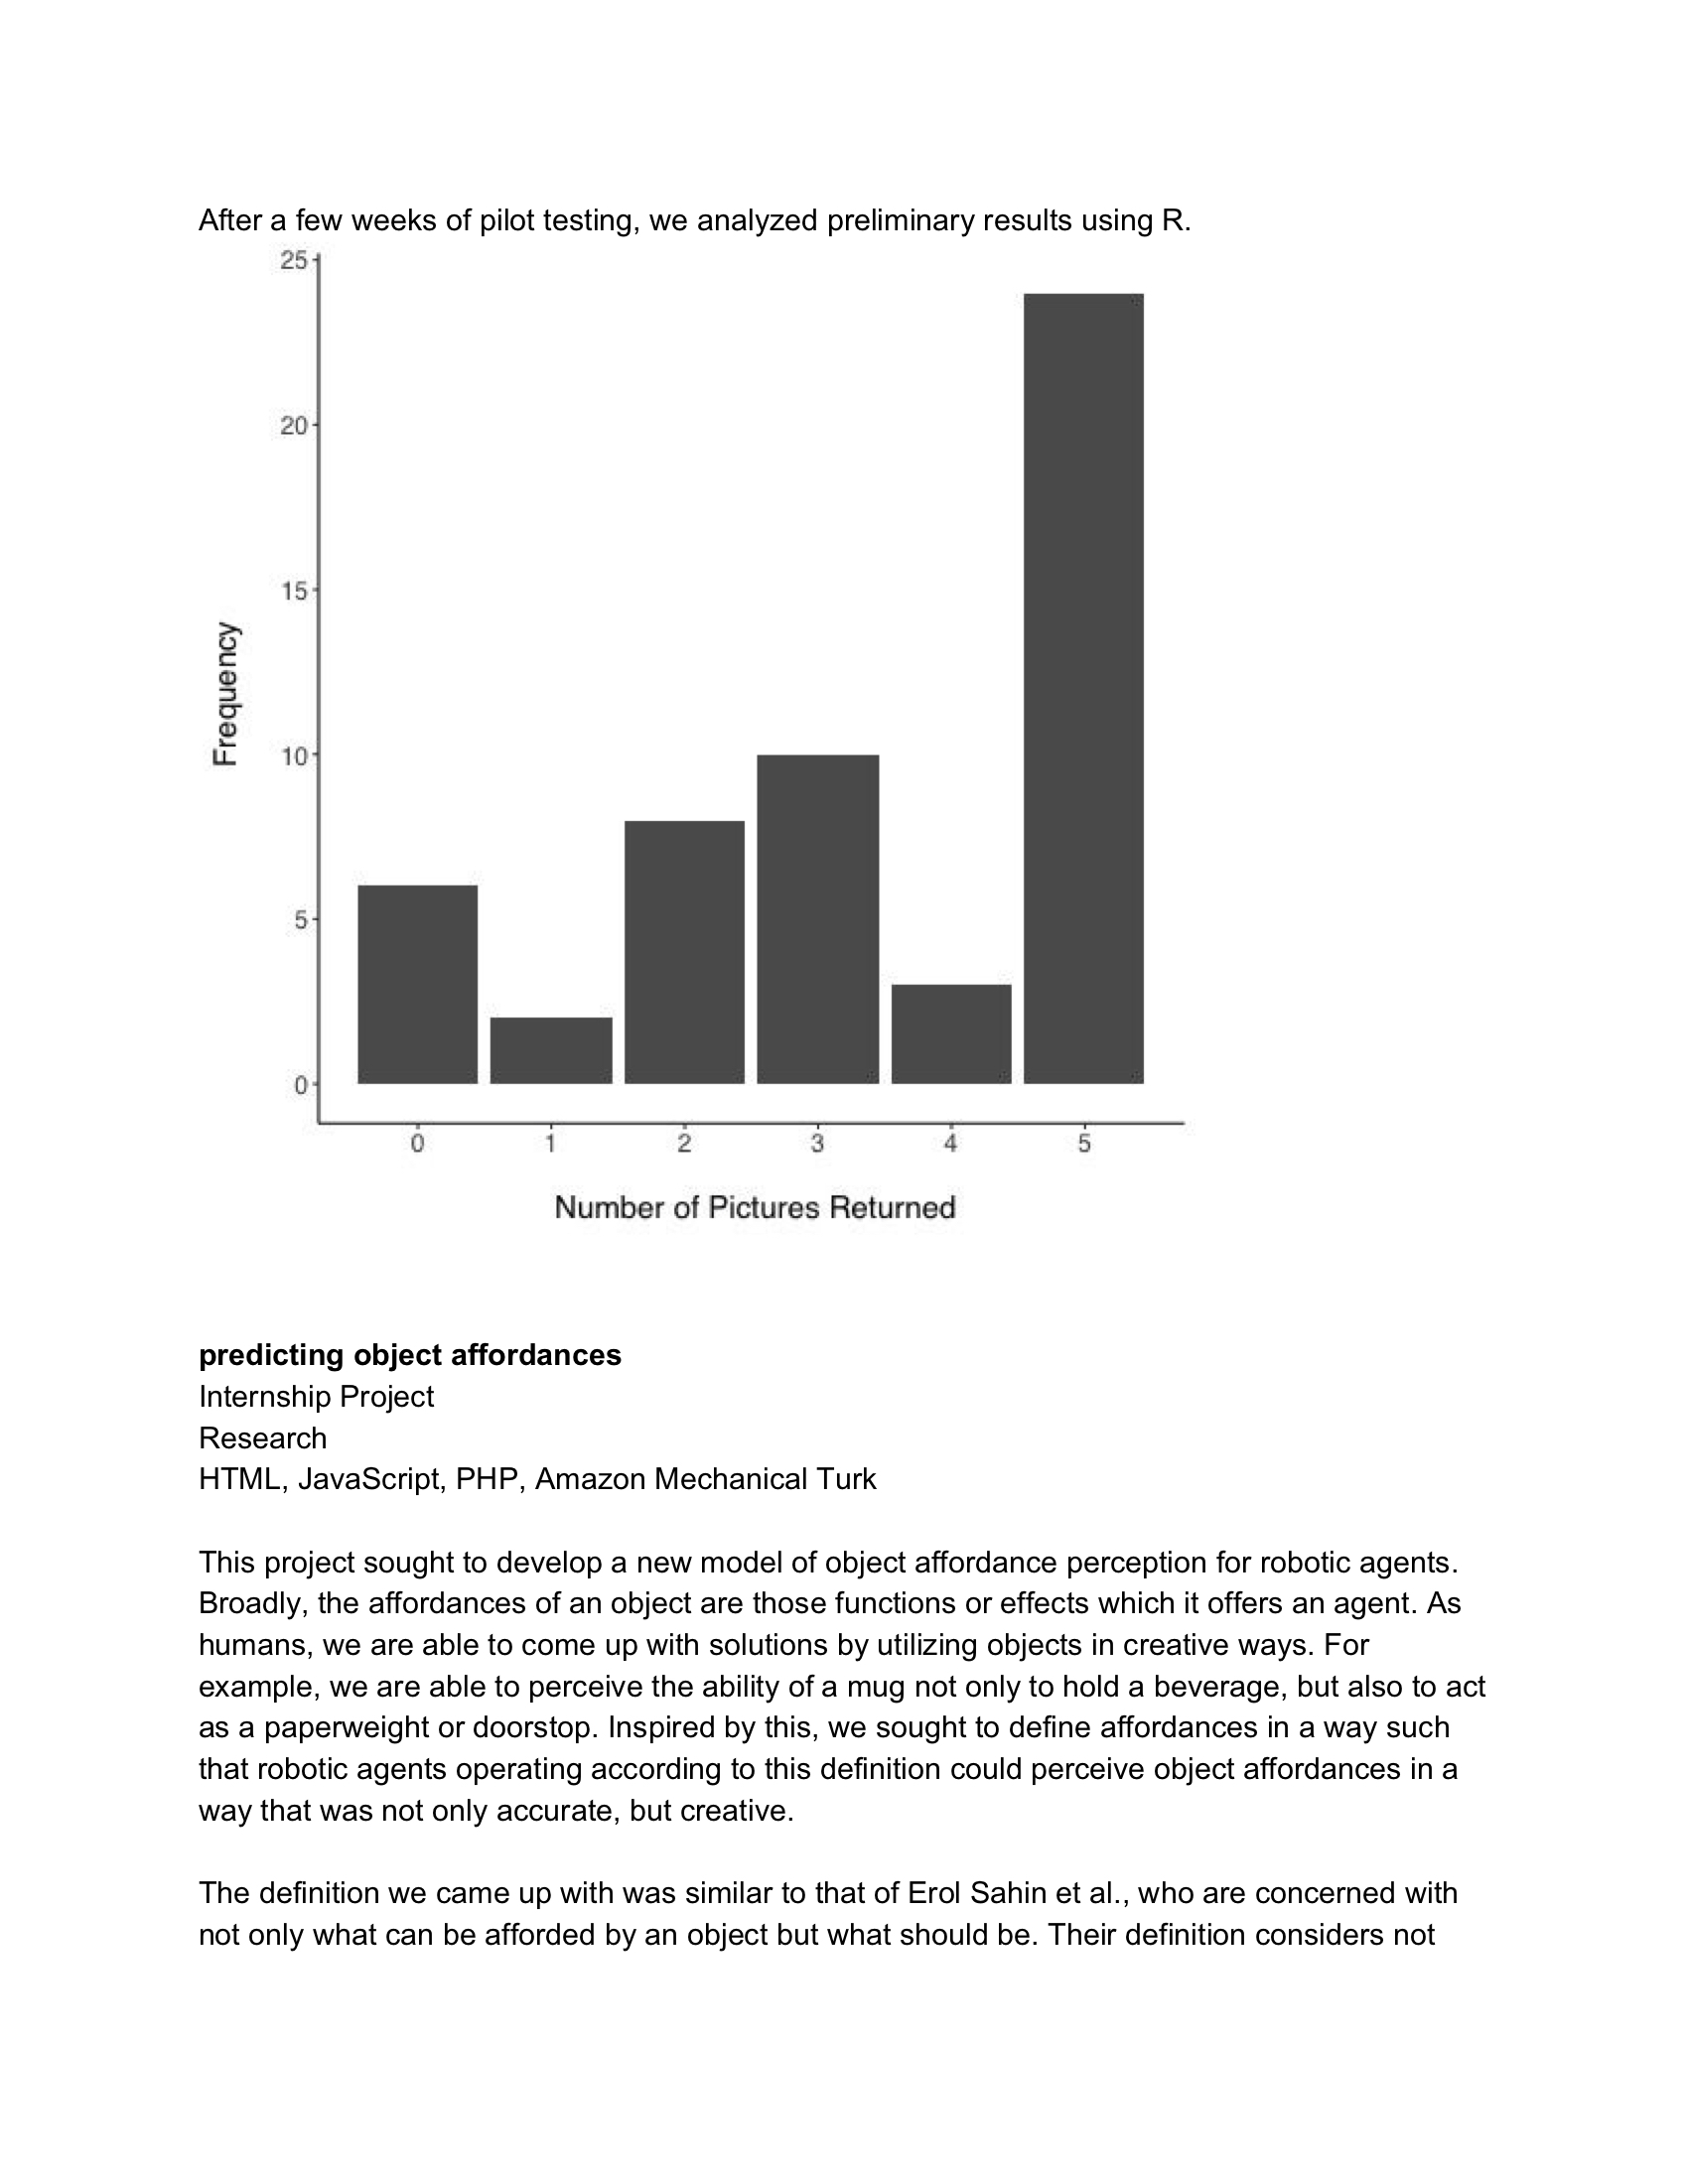 After a few weeks of pilot testing, we analyzed preliminary results using R.
25
20
15
10
5
0
Frequency
0 1 2 3 4 5
Number of Pictures Returned
predicting object affordances
Internship Project
Research
HTML, JavaScript, PHP, Amazon Mechanical Turk
This project sought to develop a new model of object affordance perception for robotic agents.
Broadly, the affordances of an object are those functions or effects which it offers an agent. As
humans, we are able to come up with solutions by utilizing objects in creative ways. For
example, we are able to perceive the ability of a mug not only to hold a beverage, but also to act
as a paperweight or doorstop. Inspired by this, we sought to define affordances in a way such
that robotic agents operating according to this definition could perceive object affordances in a
way that was not only accurate, but creative.
The definition we came up with was similar to that of Erol Sahin et al., who are concerned with
not only what can be afforded by an object but what should be. Their definition considers not